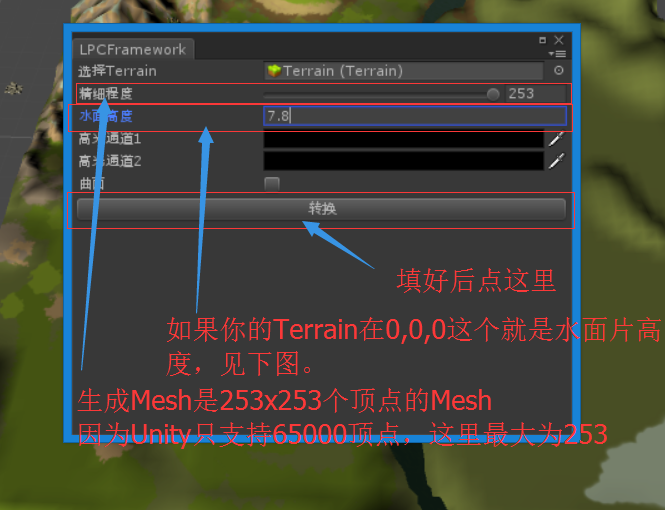 LPCFramework
选择Terrain
Terrain (Terrain)
精细程度
253
水面高度
7.8
高光通道1
高光通道2
曲面
转换
填好后点这里
如果你的Terrain在0,0,0这个就是水面片高
度，见下图。
生成Mesh是253x253个顶点的Mesh
因为Unity只支持65000顶点，这里最大为253